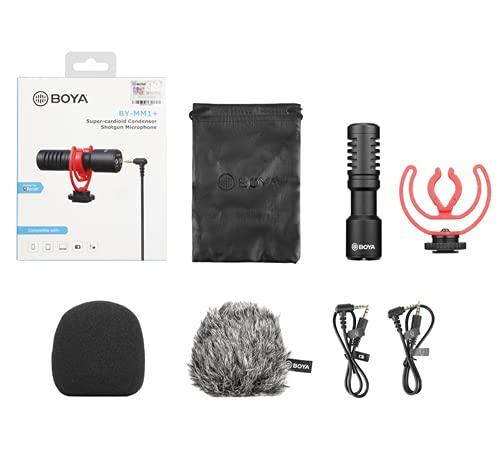 BOYA
BY-MM1+
Super-cardioid Condenser
Shotgun Microphone
Compatible with:
BOYA
BOYA
BOYA